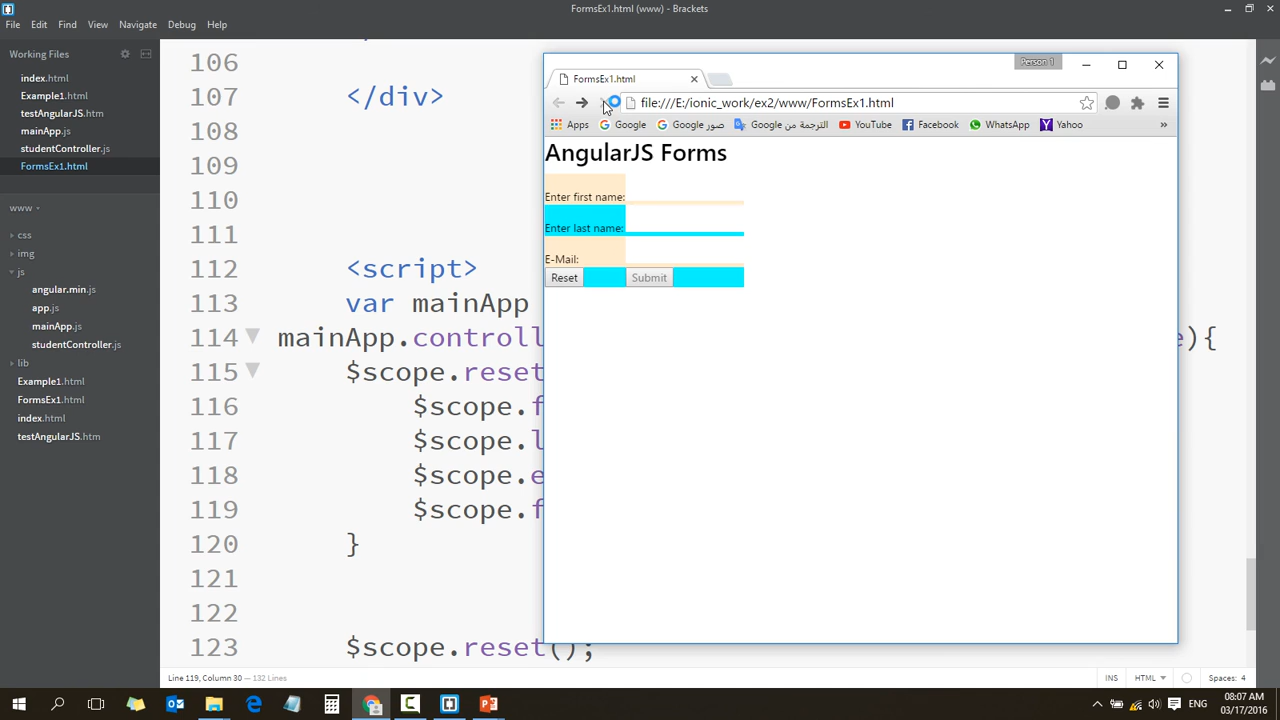 FormsEx1.html (www) - Brackets
File Edit Find View Navigate Debug Help
Working Files
index.html
Example1.html
testAngularJS.htm
mainApp.js
studentController.js
FormsEx1.html
www
css
img
js
angular.min.js
app.js
mainApp.js
studentController.js
lib
Example1.html
FormsEx1.html
index.html
testAngularJS.htm
106
107 </div>
108
109
110
111
112 <script>
113 var mainApp
114 mainApp.controll e){
115 $scope.reset
116 $scope.f
117 $scope.l
118 $scope.e
119 $scope.f
120 }
121
122
123 $scope.reset();
Person 1
FormsEx1.html
file:///E:/ionic_work/ex2/www/FormsEx1.html
Apps Google صور Google الترجمة من Google YouTube Facebook WhatsApp Yahoo »
AngularJS Forms
Enter first name:
Enter last name:
E-Mail:
Reset Submit
Line 119, Column 30 — 132 Lines
INS HTML Spaces: 4
ENG
08:07 AM
03/17/2016